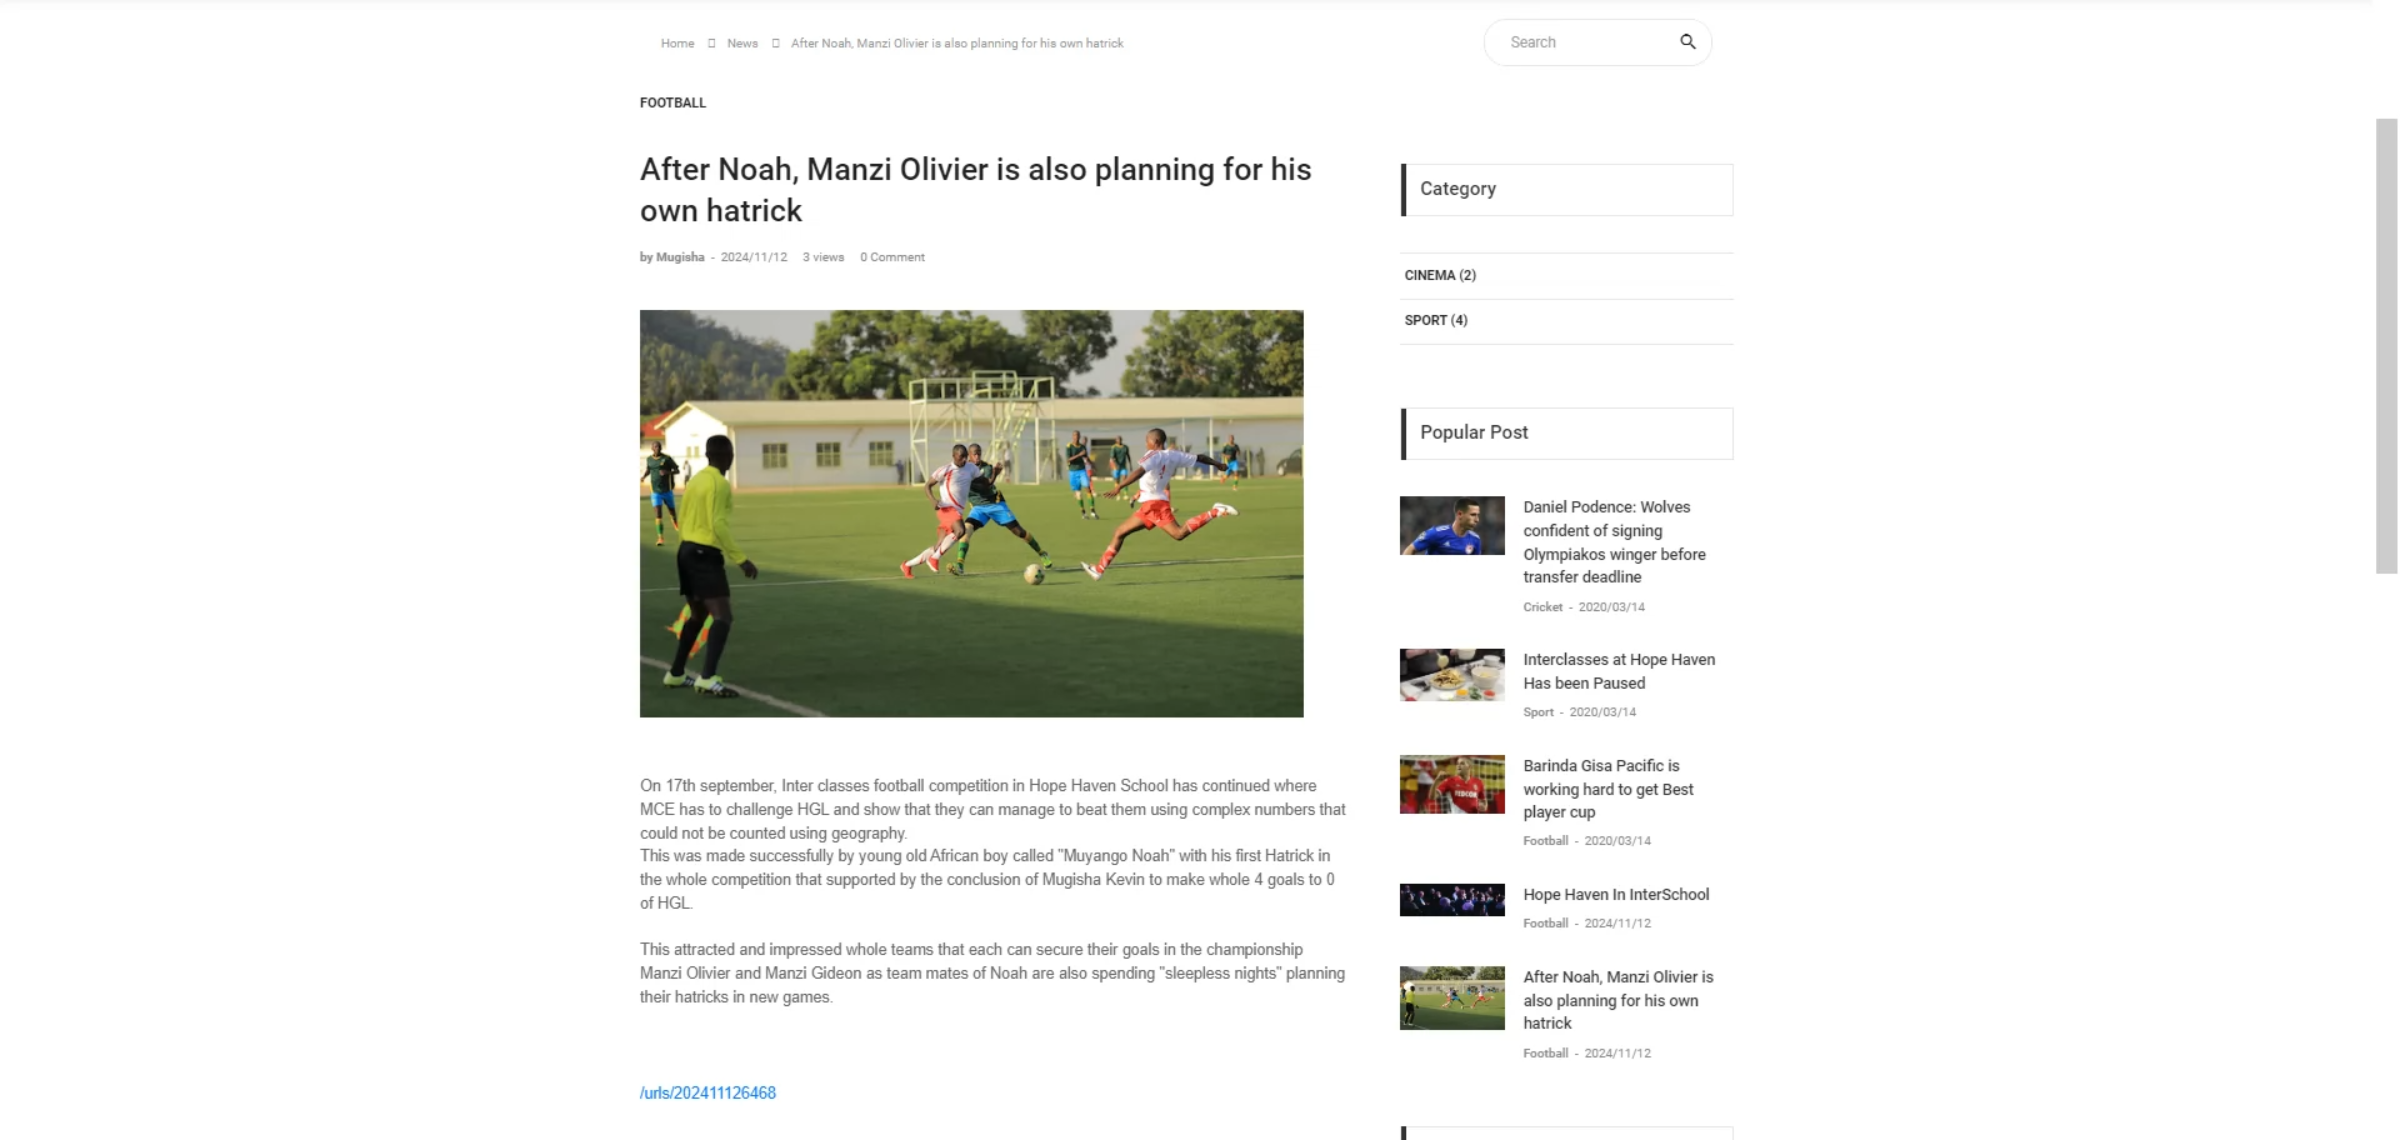 Home News After Noah, Manzi Olivier is also planning for his own hatrick
Search
FOOTBALL
After Noah, Manzi Olivier is also planning for his
own hatrick
by Mugisha - 2024/11/12 3 views 0 Comment
On 17th september, Inter classes football competition in Hope Haven School has continued where
MCE has to challenge HGL and show that they can manage to beat them using complex numbers that
could not be counted using geography.
This was made successfully by young old African boy called "Muyango Noah" with his first Hatrick in
the whole competition that supported by the conclusion of Mugisha Kevin to make whole 4 goals to 0
of HGL.
This attracted and impressed whole teams that each can secure their goals in the championship
Manzi Olivier and Manzi Gideon as team mates of Noah are also spending "sleepless nights" planning
their hatricks in new games.
/urls/202411126468
Category
CINEMA (2)
SPORT (4)
Popular Post
Daniel Podence: Wolves
confident of signing
Olympiakos winger before
transfer deadline
Cricket - 2020/03/14
Interclasses at Hope Haven
Has been Paused
Sport - 2020/03/14
Barinda Gisa Pacific is
working hard to get Best
player cup
Football - 2020/03/14
Hope Haven In InterSchool
Football - 2024/11/12
After Noah, Manzi Olivier is
also planning for his own
hatrick
Football - 2024/11/12